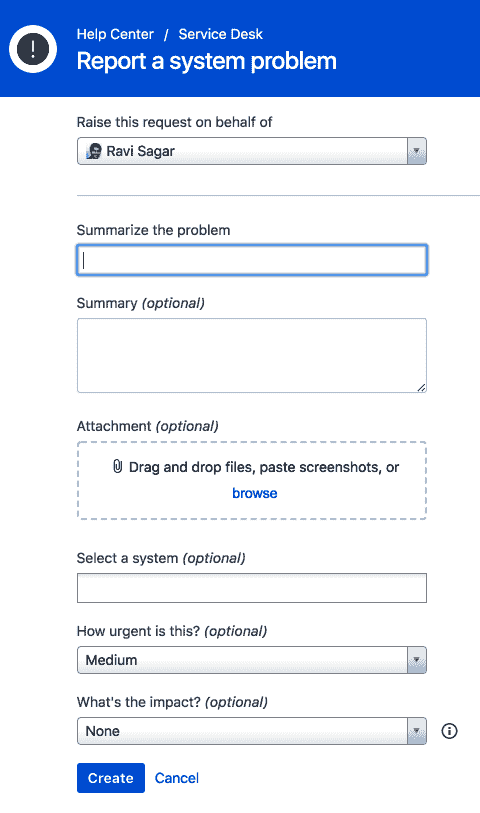 Help Center / Service Desk
Report a system problem
Raise this request on behalf of
Ravi Sagar
Summarize the problem
Summary (optional)
Attachment (optional)
Drag and drop files, paste screenshots, or
browse
Select a system (optional)
How urgent is this? (optional)
Medium
What's the impact? (optional)
None
Create Cancel